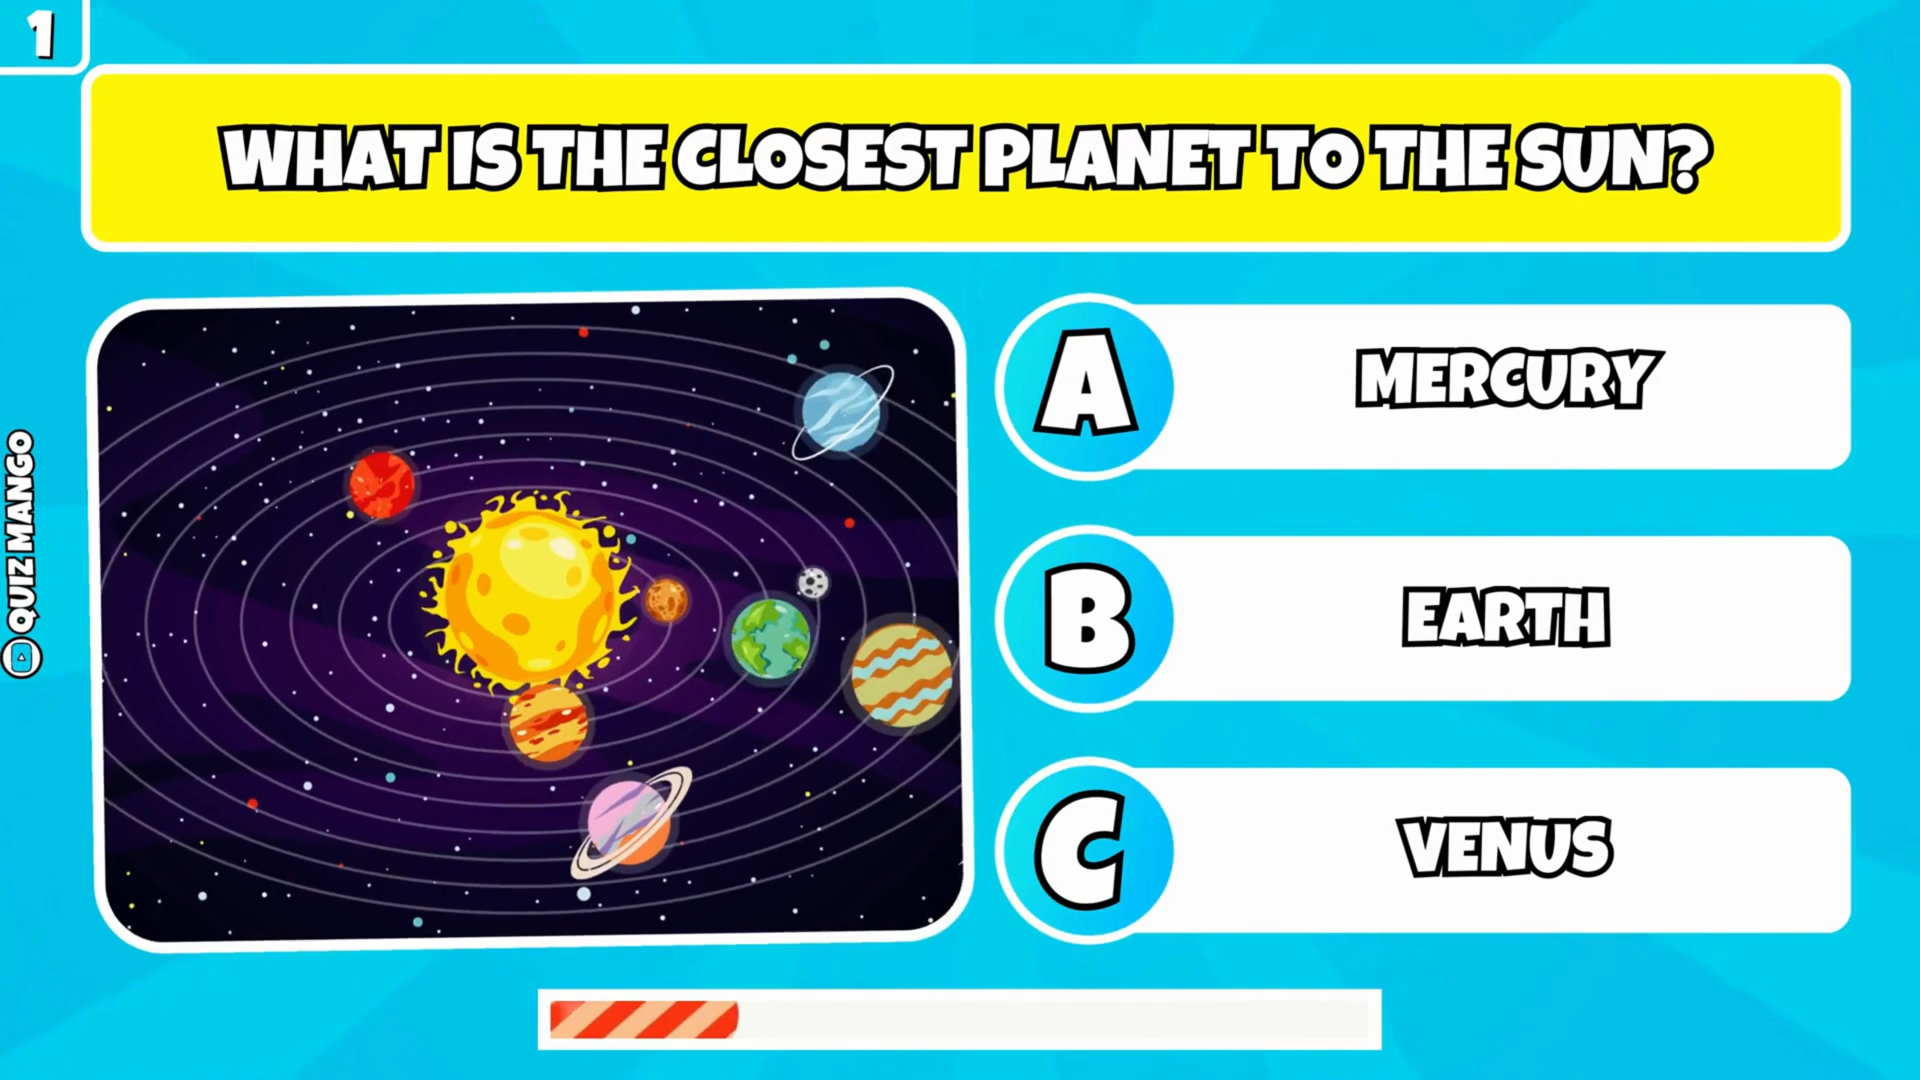 1
WHAT IS THE CLOSEST PLANET TO THE SUN?
A
MERCURY
B
EARTH
C
VENUS
QUIZ MANGO